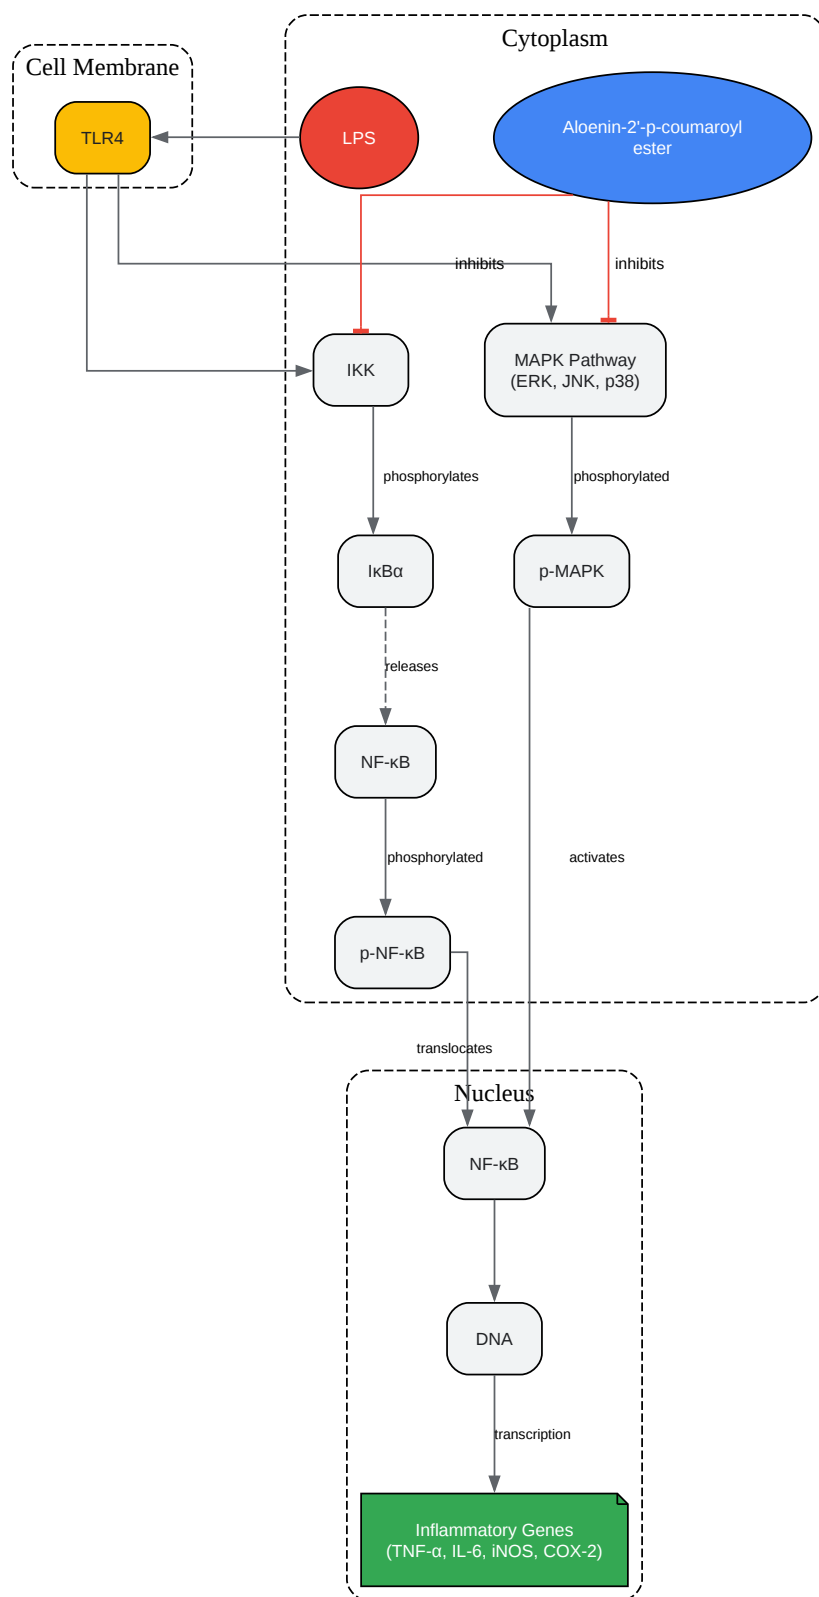 Cytoplasm
Cell Membrane
TLR4
LPS
Aloenin-2'-p-coumaroyl
ester
inhibits
inhibits
IKK
MAPK Pathway
(ERK, JNK, p38)
phosphorylates
phosphorylated
IκBα
p-MAPK
releases
NF-κB
phosphorylated
activates
p-NF-κB
translocates
Nucleus
NF-κB
DNA
transcription
Inflammatory Genes
(TNF-α, IL-6, iNOS, COX-2)